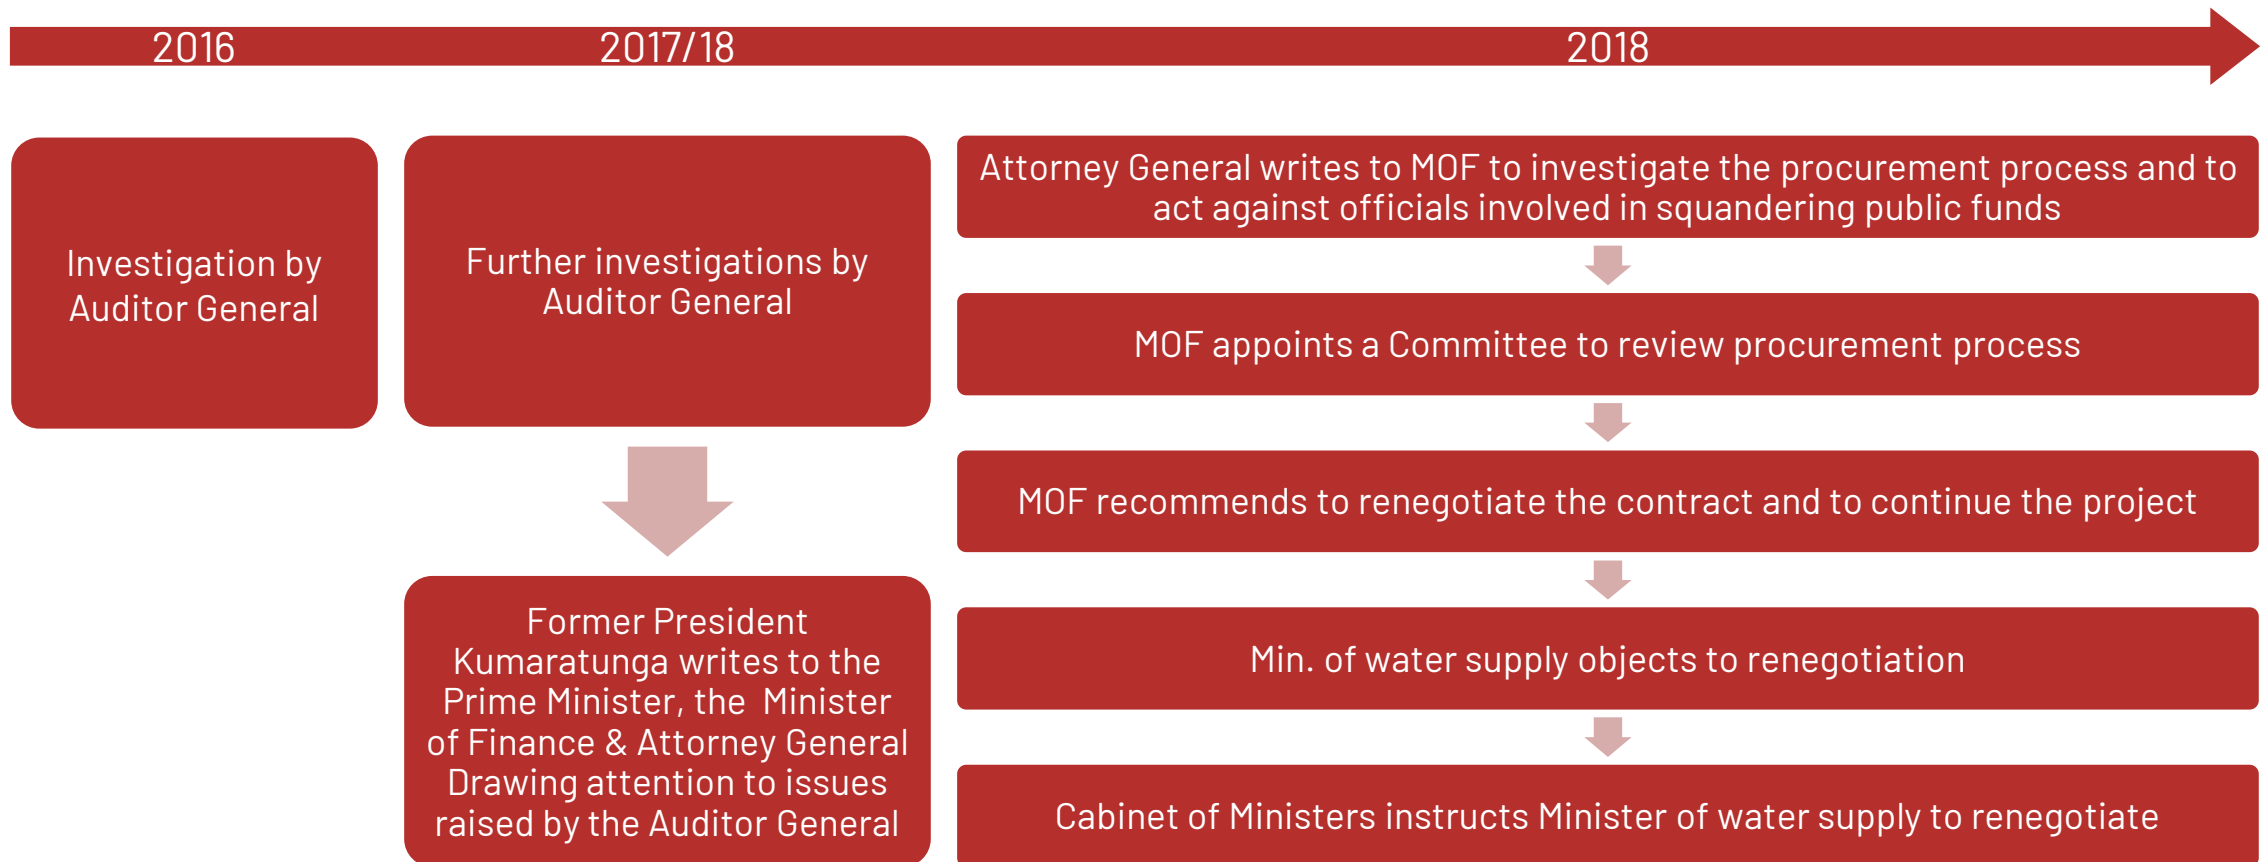 2016
2017/18
2018
Investigation by
Auditor General
Further investigations by
Auditor General
Former President
Kumaratunga writes to the
Prime Minister, the Minister
of Finance & Attorney General
Drawing attention to issues
raised by the Auditor General
Attorney General writes to MOF to investigate the procurement process and to
act against officials involved in squandering public funds
MOF appoints a Committee to review procurement process
MOF recommends to renegotiate the contract and to continue the project
Min. of water supply objects to renegotiation
Cabinet of Ministers instructs Minister of water supply to renegotiate